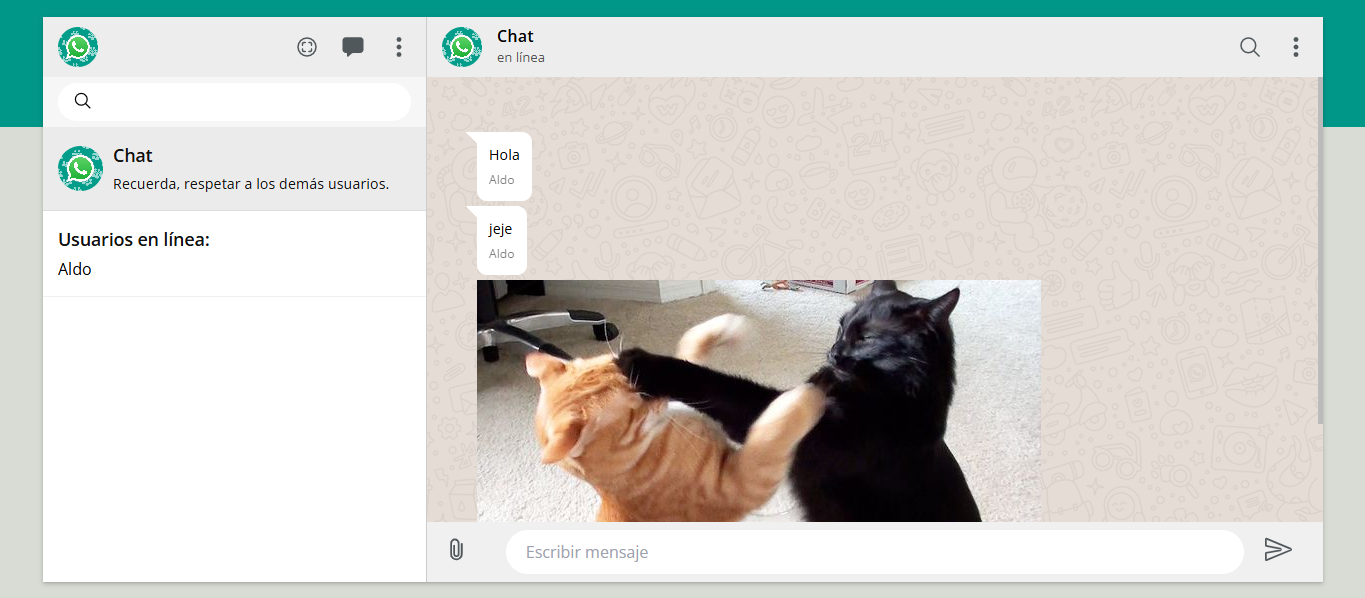 Chat
Recuerda, respetar a los demás usuarios.
Usuarios en línea:
Aldo
Chat
en línea
Hola
Aldo
jeje
Aldo
Escribir mensaje